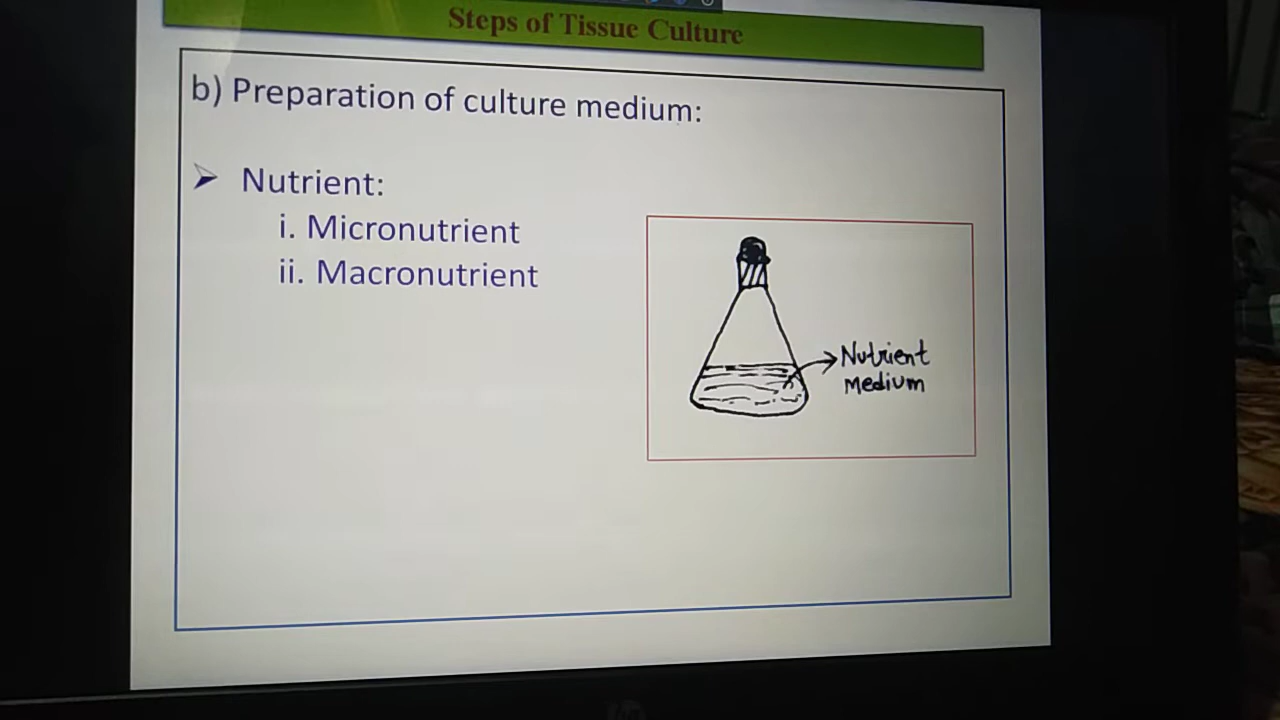 Steps of Tissue Culture
b) Preparation of culture medium:
➢ Nutrient:
i. Micronutrient
ii. Macronutrient
Nutrient
Medium